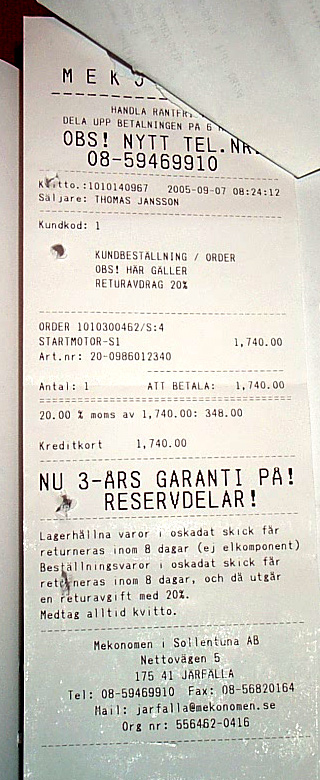 MEKO
HANDLA RÄNTFRI
DELA UPP BETALNINGEN PÅ 6
OBS! NYTT TEL.NR.
08-59469910
Kvitto.:1010140967 2005-09-07 08:24:12
Säljare: THOMAS JANSSON
Kundkod: 1
KUNDBESTÄLLNING / ORDER
OBS! HÄR GÄLLER
RETURAVDRAG 20%
ORDER 1010300462/S:4
STARTMOTOR-S1 1,740.00
Art.nr: 20-0986012340
Antal: 1 ATT BETALA: 1,740.00
20.00 % moms av 1,740.00: 348.00
Kreditkort 1,740.00
NU 3-ÅRS GARANTI PÅ!
RESERVDELAR!
Lagerhållna varor i oskadat skick får
returneras inom 8 dagar (ej elkomponent)
Beställningsvaror i oskadat skick får
returneras inom 8 dagar, och då utgår
en returavgift med 20%.
Medtag alltid kvitto.
Mekonomen i Sollentuna AB
Nettovägen 5
175 41 JÄRFÄLLA
Tel: 08-59469910 Fax: 08-56820164
Mail: jarfalla@mekonomen.se
Org nr: 556462-0416